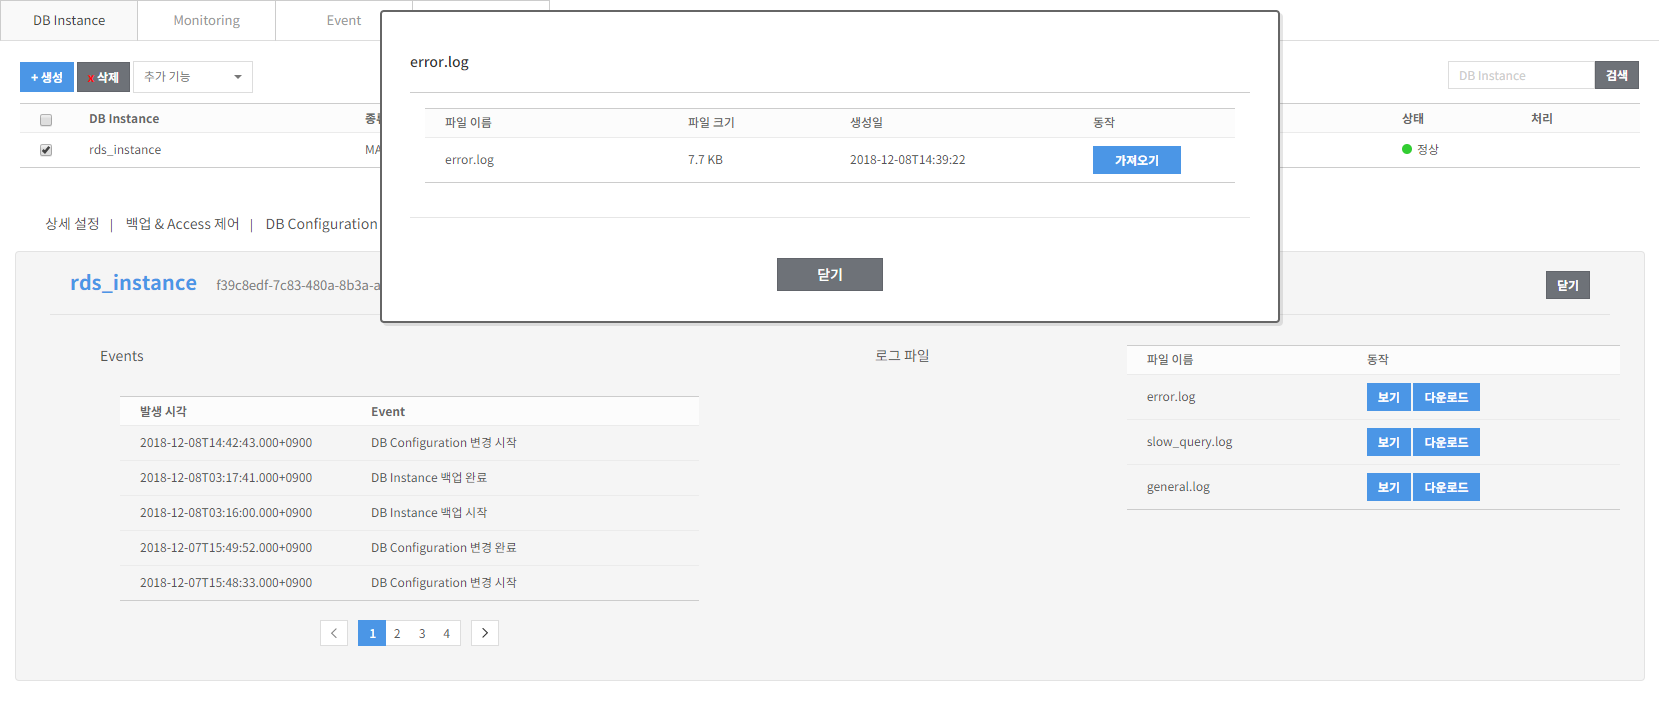 DB Instance
Monitoring
Event
+ 생성
x 삭제
추가 기능
DB Instance
검색
DB Instance
상태
처리
rds_instance
정상
error.log
파일 이름 파일 크기 생성일 동작
error.log 7.7 KB 2018-12-08T14:39:22 가져오기
닫기
상세 설정 | 백업 & Access 제어 | DB Configuration
rds_instance f39c8edf-7c83-480a-8b3a-a
닫기
Events
발생 시각 Event
2018-12-08T14:42:43.000+0900 DB Configuration 변경 시작
2018-12-08T03:17:41.000+0900 DB Instance 백업 완료
2018-12-08T03:16:00.000+0900 DB Instance 백업 시작
2018-12-07T15:49:52.000+0900 DB Configuration 변경 완료
2018-12-07T15:48:33.000+0900 DB Configuration 변경 시작
< 1 2 3 4 >
로그 파일
파일 이름 동작
error.log 보기 다운로드
slow_query.log 보기 다운로드
general.log 보기 다운로드